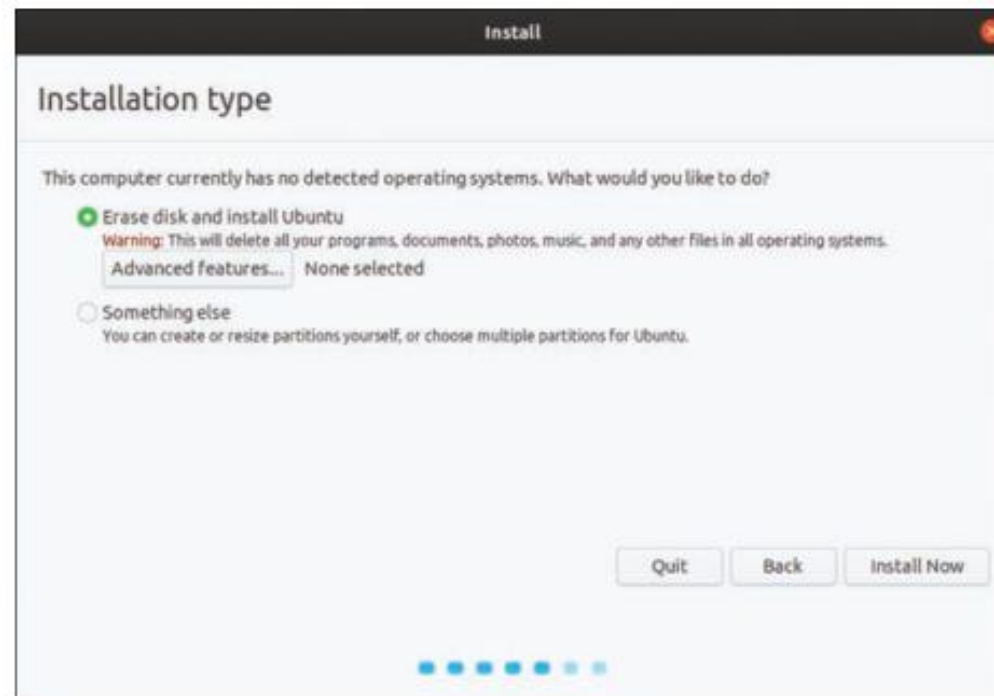 Install
Installation type
This computer currently has no detected operating systems. What would you like to do?
Erase disk and install Ubuntu
Warning: This will delete all your programs, documents, photos, music, and any other files in all operating systems.
Advanced features... None selected
Something else
You can create or resize partitions yourself, or choose multiple partitions for Ubuntu.
Quit Back Install Now